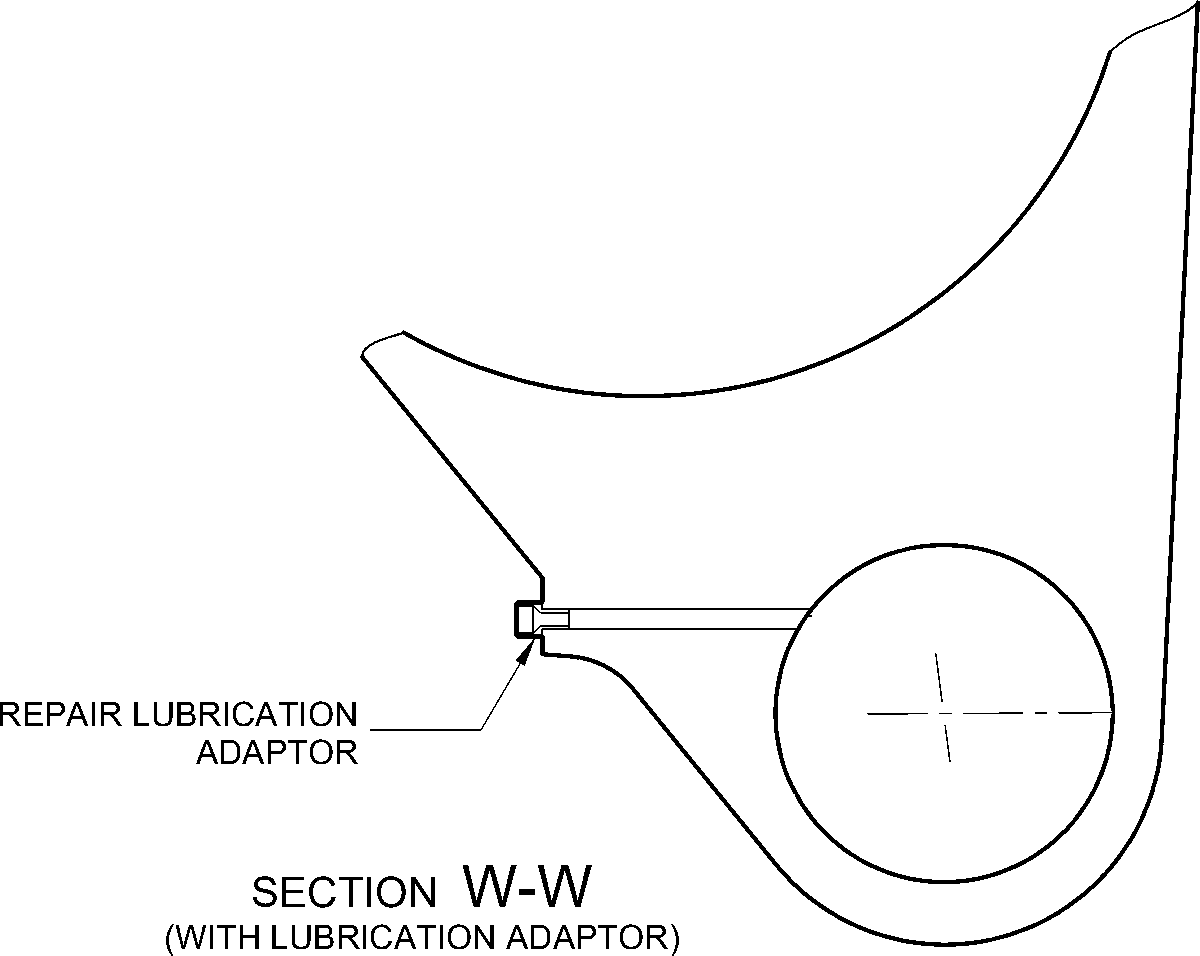 REPAIR LUBRICATION
ADAPTOR
SECTION W-W
(WITH LUBRICATION ADAPTOR)